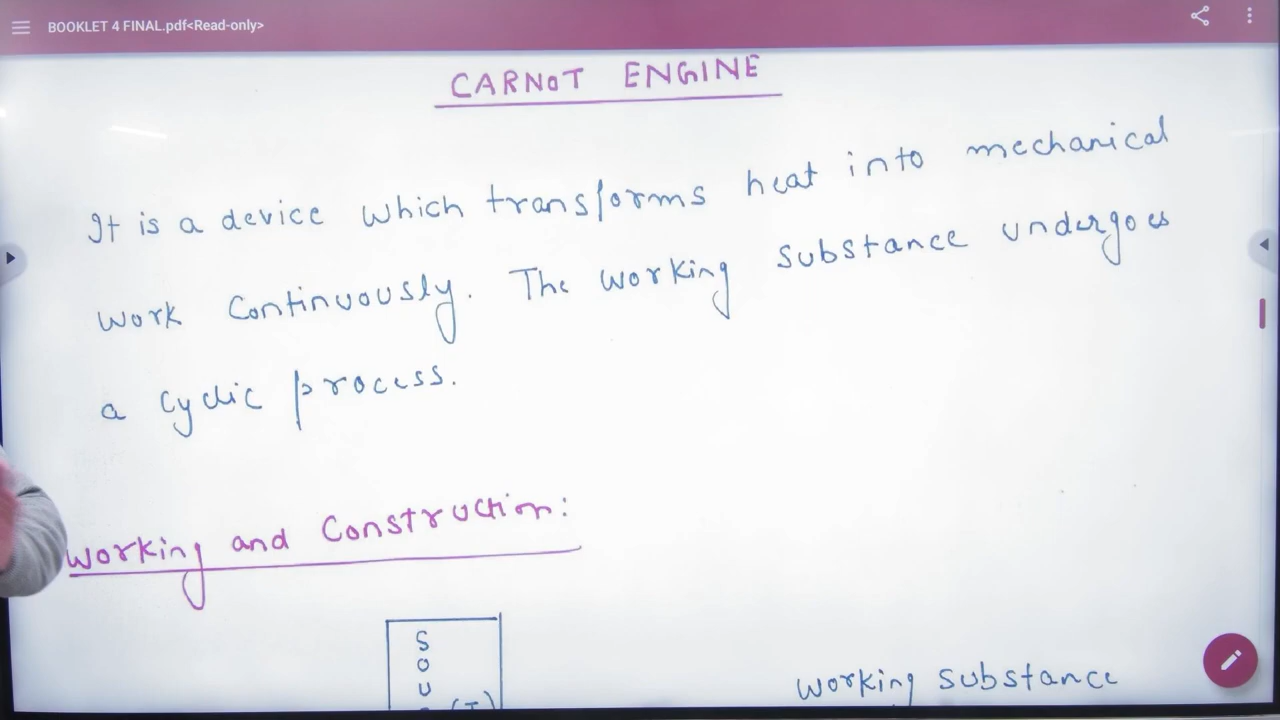 BOOKLET 4 FINAL.pdf<Read-only>
CARNOT ENGINE
It is a device which transforms heat into mechanical
work continuously. The working substance undergoes
a cyclic process.
Working and Construction:
S
O
U
(T)
working substance